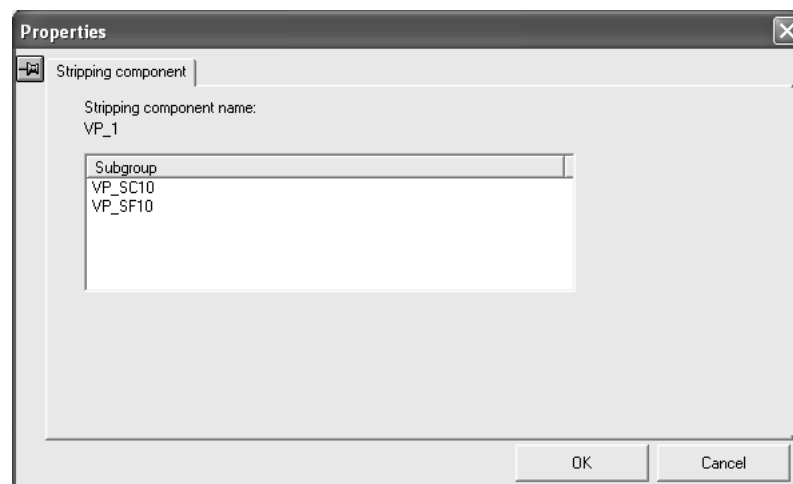 Properties
Stripping component
Stripping component name:
VP_1
Subgroup
VP_SC10
VP_SF10
OK
Cancel